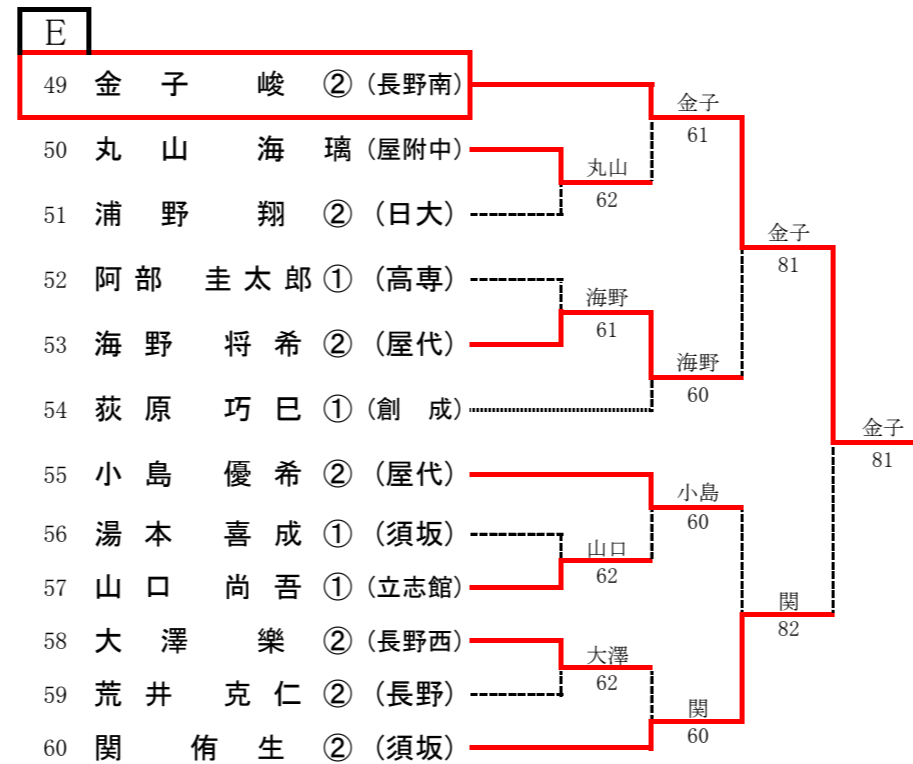 E
49 金子 峻 ② (長野南)
50 丸山 海璃 (屋附中)
51 浦野 翔 ② (日大)
52 阿部 圭太郎 ① (高専)
53 海野 将希 ② (屋代)
54 荻原 巧巳 ① (創 成)
55 小島 優希 ② (屋代)
56 湯本 喜成 ① (須坂)
57 山口 尚吾 ① (立志館)
58 大澤 樂 ② (長野西)
59 荒井 克仁 ② (長野)
60 関 侑生 ② (須坂)
丸山
62
海野
61
山口
62
大澤
62
金子
61
海野
60
小島
60
関
60
金子
81
関
82
金子
81